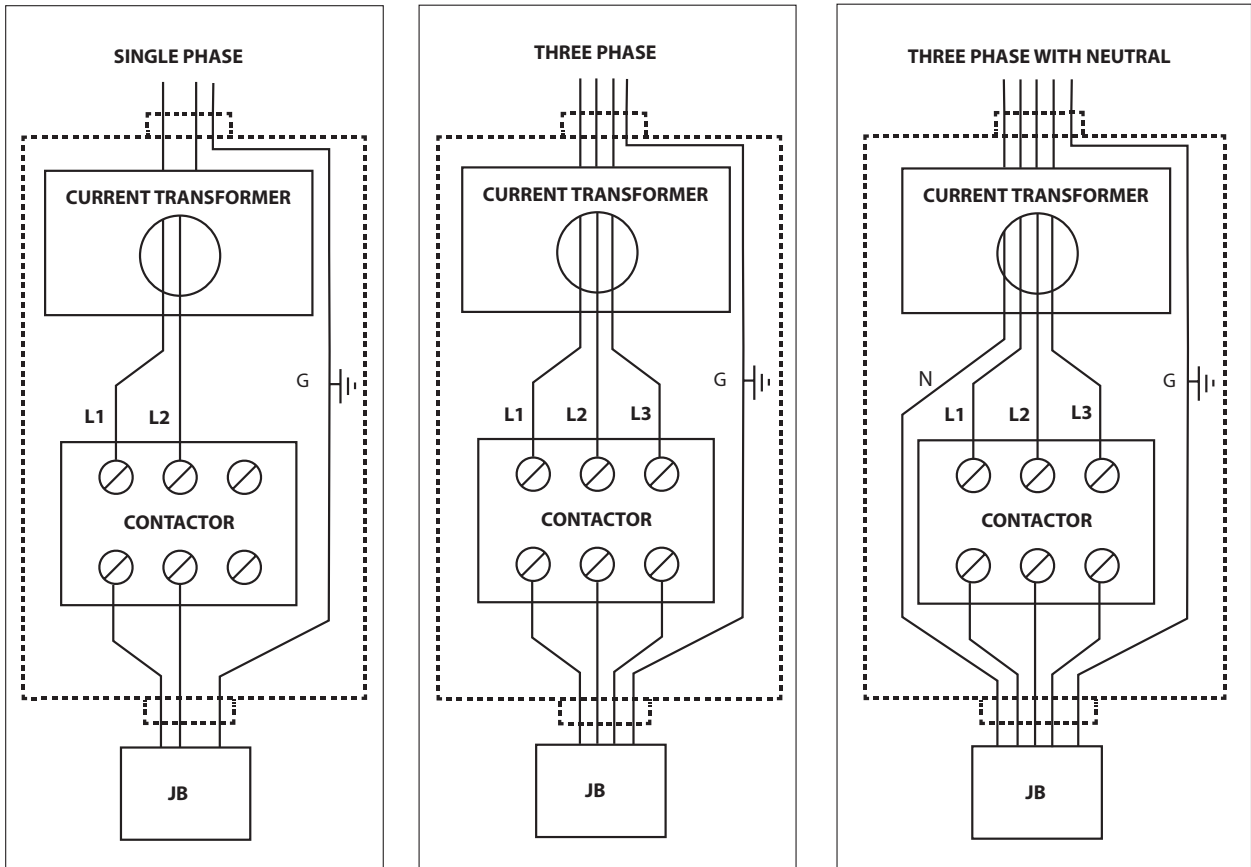 SINGLE PHASE
CURRENT TRANSFORMER
G
L1 L2
CONTACTOR
JB
THREE PHASE
CURRENT TRANSFORMER
G
L1 L2 L3
CONTACTOR
JB
THREE PHASE WITH NEUTRAL
CURRENT TRANSFORMER
N G
L1 L2 L3
CONTACTOR
JB